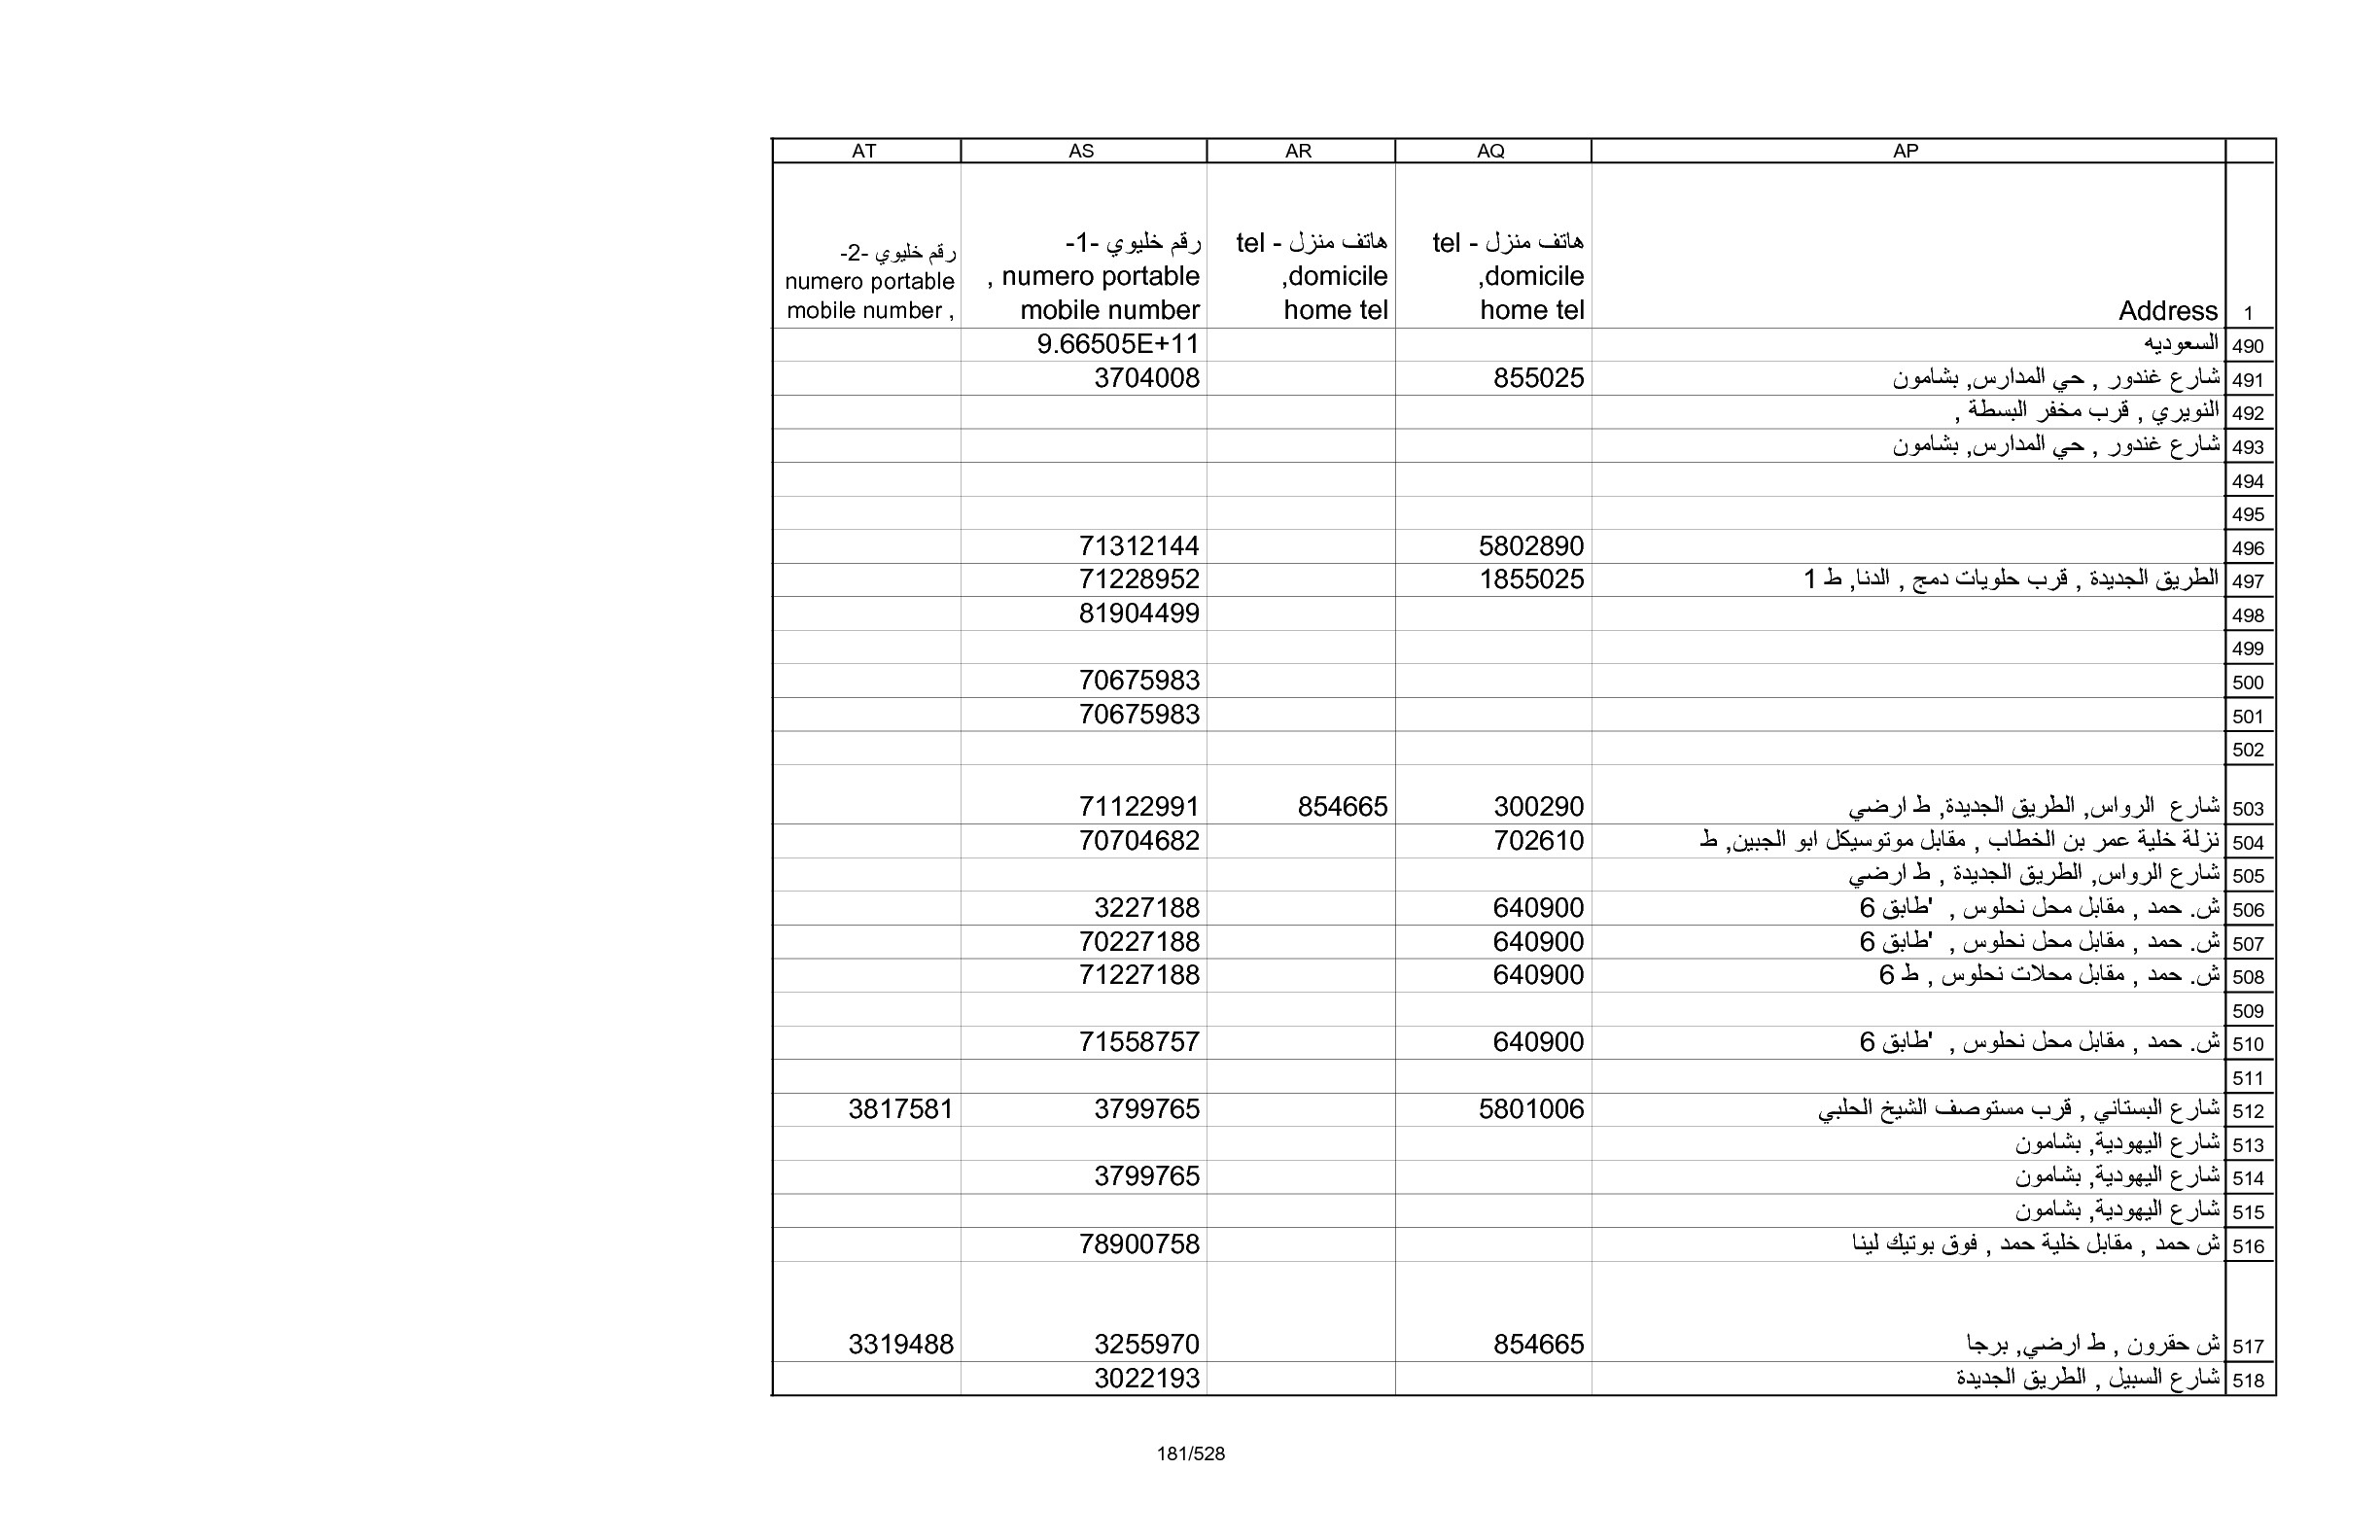 AP AQ AR AS AT
1 Address هاتف منزل - tel domicile, home tel هاتف منزل - tel domicile, home tel رقم خليوي -1- numero portable , mobile number رقم خليوي -2- numero portable mobile number ,
490 السعوديه 9.66505E+11
491 شارع غندور , حي المدارس, بشامون 855025 3704008
492 النويري , قرب مخفر البسطة ,
493 شارع غندور , حي المدارس, بشامون
494
495
496 5802890 71312144
497 الطريق الجديدة , قرب حلويات دمج , الدنا, ط 1 1855025 71228952
498 81904499
499
500 70675983
501 70675983
502
503 شارع الرواس, الطريق الجديدة, ط ارضي 300290 854665 71122991
504 نزلة خلية عمر بن الخطاب , مقابل موتوسيكل ابو الجبين, ط 702610 70704682
505 شارع الرواس, الطريق الجديدة , ط ارضي
506 ش. حمد , مقابل محل نحلوس , 'طابق 6 640900 3227188
507 ش. حمد , مقابل محل نحلوس , 'طابق 6 640900 70227188
508 ش. حمد , مقابل محلات نحلوس , ط 6 640900 71227188
509
510 ش. حمد , مقابل محل نحلوس , 'طابق 6 640900 71558757
511
512 شارع البستاني , قرب مستوصف الشيخ الحلبي 5801006 3799765 3817581
513 شارع اليهودية, بشامون
514 شارع اليهودية, بشامون 3799765
515 شارع اليهودية, بشامون
516 ش حمد , مقابل خلية حمد , فوق بوتيك لينا 78900758
517 ش حقرون , ط ارضي, برجا 854665 3255970 3319488
518 شارع السبيل , الطريق الجديدة 3022193
181/528